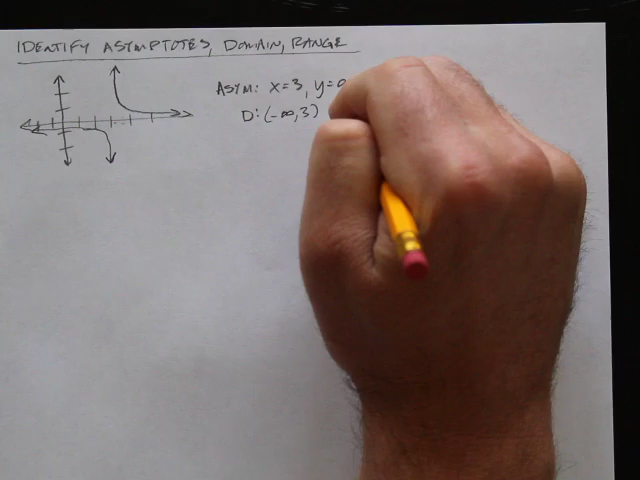 IDENTIFY ASYMPTOTES, DOMAIN, RANGE
ASYM: X=3, y=0
D: (-∞,3)